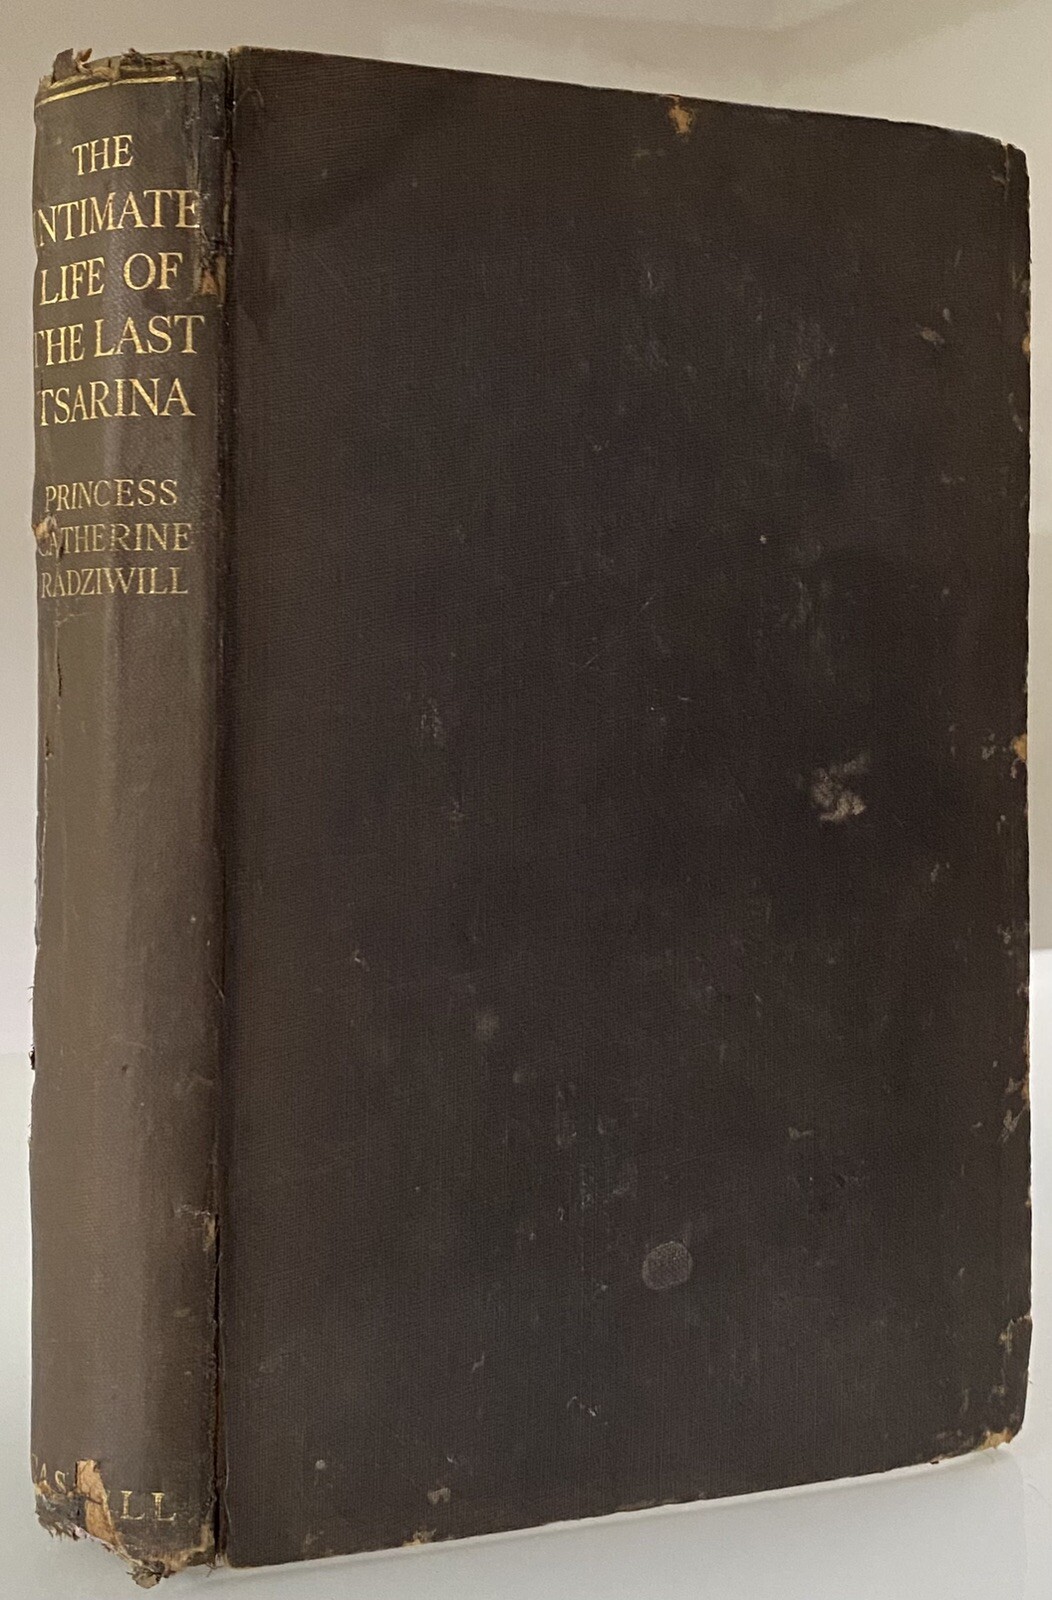 THE
INTIMATE
LIFE OF
THE LAST
TSARINA
PRINCESS
CATHERINE
RADZIWILL